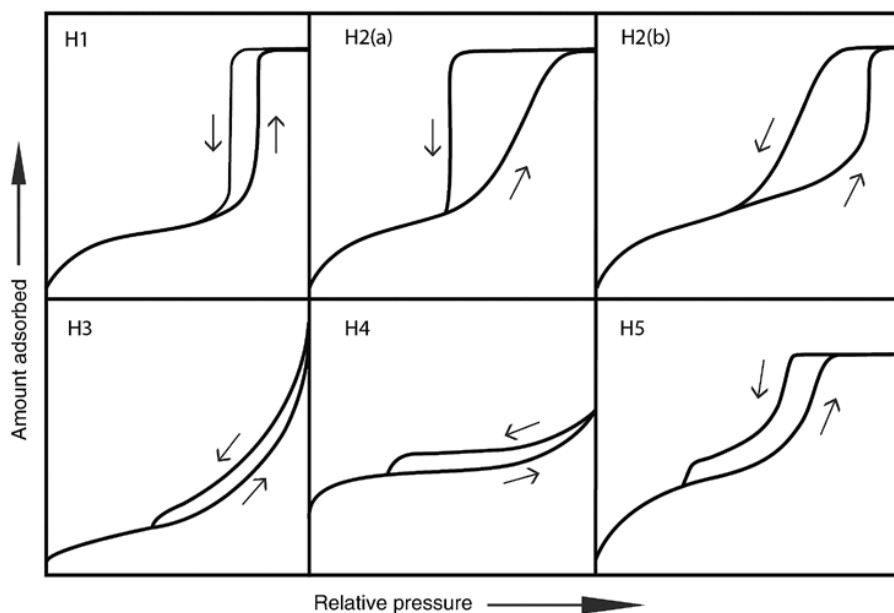 H1
H2(a)
H2(b)
H3
H4
H5
Amount adsorbed
Relative pressure